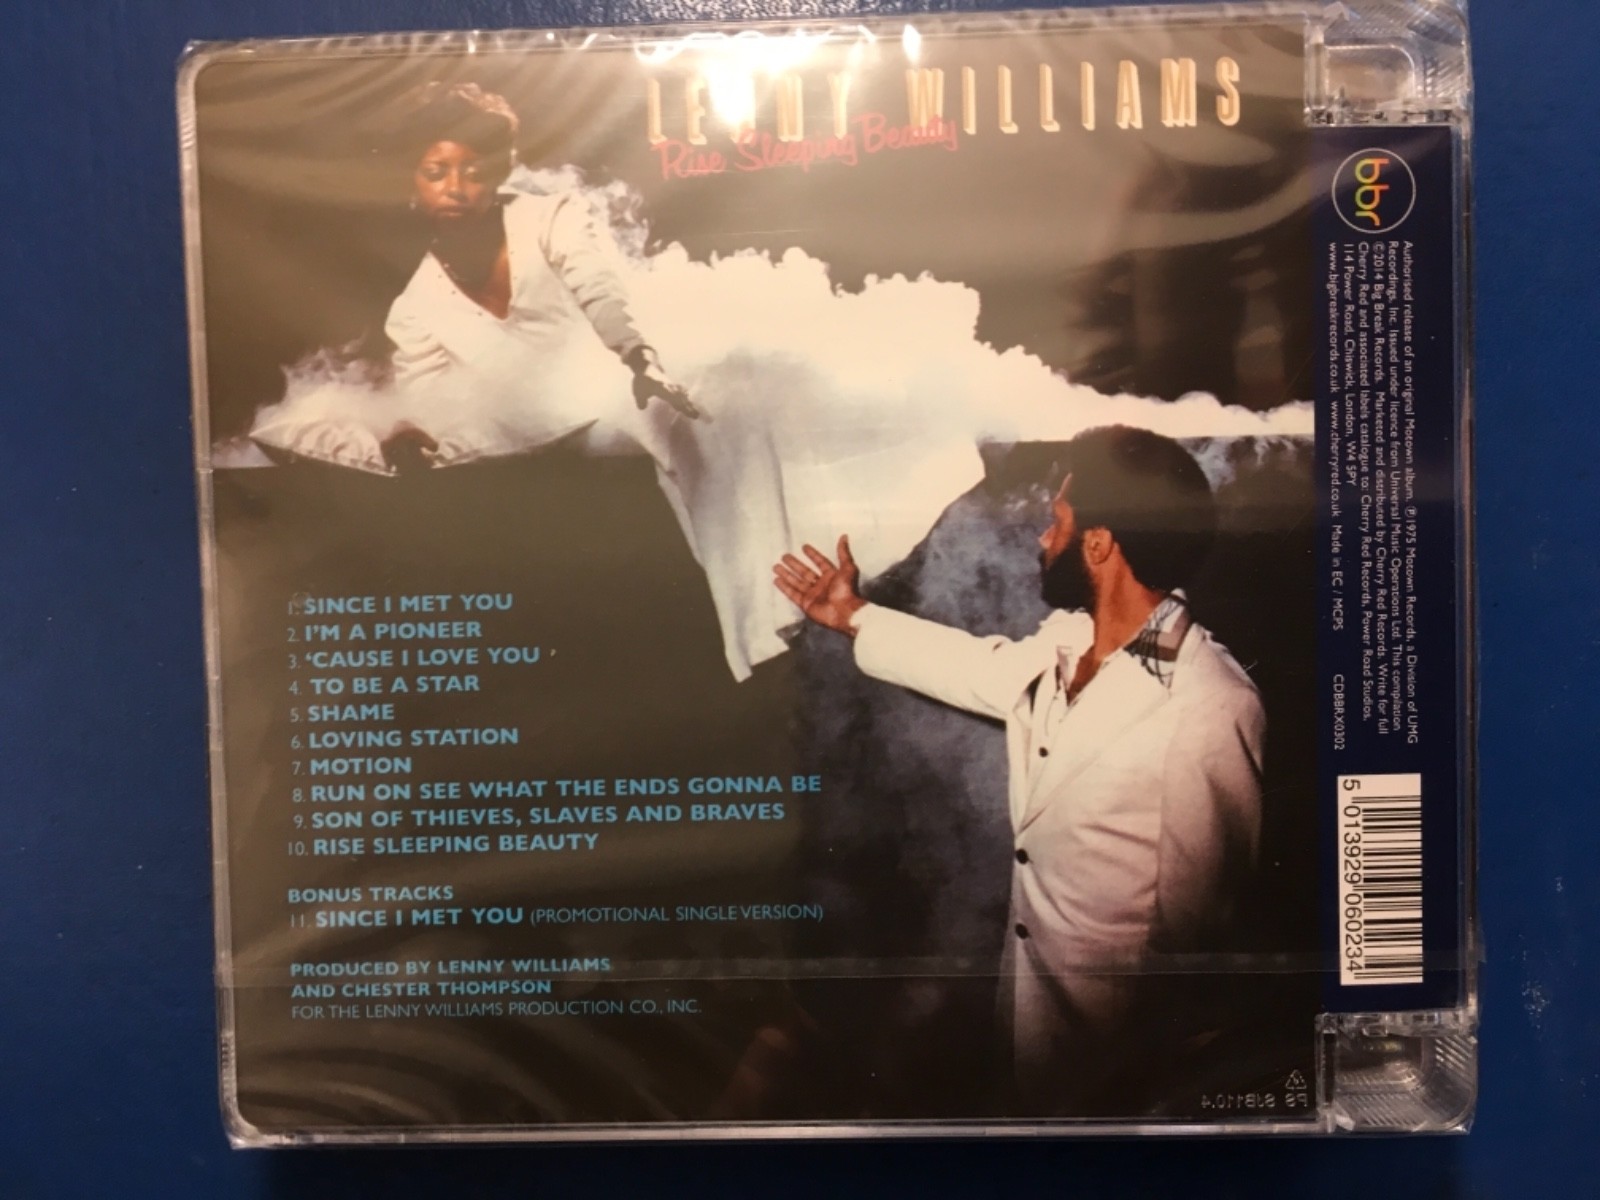 LENNY WILLIAMS
Rise Sleeping Beauty
1. SINCE I MET YOU
2. I'M A PIONEER
3. 'CAUSE I LOVE YOU
4. TO BE A STAR
5. SHAME
6. LOVING STATION
7. MOTION
8. RUN ON SEE WHAT THE ENDS GONNA BE
9. SON OF THIEVES, SLAVES AND BRAVES
10. RISE SLEEPING BEAUTY
BONUS TRACKS
11. SINCE I MET YOU (PROMOTIONAL SINGLE VERSION)
PRODUCED BY LENNY WILLIAMS
AND CHESTER THOMPSON
FOR THE LENNY WILLIAMS PRODUCTION CO., INC.
bbr
Authorised release of an original Motown album. ℗1975 Motown Records, a Division of UMG
Recordings, Inc. Issued under licence from Universal Music Operations Ltd. This compilation
©2014 Big Break Records. Marketed and distributed by Cherry Red Records. Write for full
Cherry Red and associated labels catalogue to: Cherry Red Records, Power Road Studios,
114 Power Road, Chiswick, London, W4 5PY
www.bigbreakrecords.co.uk www.cherryred.co.uk Made in EC / MCPS CDBBRX0302
5 013929 060234
PS